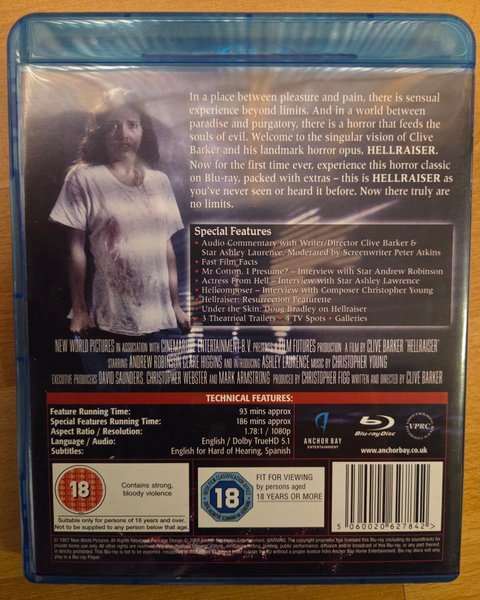 In a place between pleasure and pain, there is sensual
experience beyond limits. And in a world between
paradise and purgatory, there is a horror that feeds the
souls of evil. Welcome to the singular vision of Clive
Barker and his landmark horror opus, HELLRAISER.
Now for the first time ever, experience this horror classic
on Blu-ray, packed with extras – this is HELLRAISER as
you've never seen or heard it before. Now there truly are
no limits.
Special Features
• Audio Commentary with Writer/Director Clive Barker &
Star Ashley Laurence, Moderated by Screenwriter Peter Atkins
• Fast Film Facts
• Mr Cotton, I Presume? – Interview with Star Andrew Robinson
• Actress From Hell – Interview with Star Ashley Lawrence
• Hellcomposer – Interview with Composer Christopher Young
• Hellraiser: Resurrection Featurette
• Under the Skin: Doug Bradley on Hellraiser
• 3 Theatrical Trailers • 4 TV Spots • Galleries
NEW WORLD PICTURES IN ASSOCIATION WITH CINEMARQUE ENTERTAINMENT B.V. PRESENTS A FILM FUTURES PRODUCTION A FILM BY CLIVE BARKER 'HELLRAISER'
STARRING ANDREW ROBINSON CLARE HIGGINS AND INTRODUCING ASHLEY LAURENCE MUSIC BY CHRISTOPHER YOUNG
EXECUTIVE PRODUCERS DAVID SAUNDERS, CHRISTOPHER WEBSTER AND MARK ARMSTRONG PRODUCED BY CHRISTOPHER FIGG WRITTEN AND DIRECTED BY CLIVE BARKER
TECHNICAL FEATURES:
Feature Running Time: 93 mins approx
Special Features Running Time: 186 mins approx
Aspect Ratio / Resolution: 1.78:1 / 1080p
Language / Audio: English / Dolby TrueHD 5.1
Subtitles: English for Hard of Hearing, Spanish
ANCHOR BAY
ENTERTAINMENT
Blu-ray Disc
VPRC
www.anchorbay.co.uk
18
Contains strong,
bloody violence
Suitable only for persons of 18 years and over.
Not to be supplied to any person below that age.
18
FIT FOR VIEWING
by persons aged
18 YEARS OR MORE
5 060020 627842 >